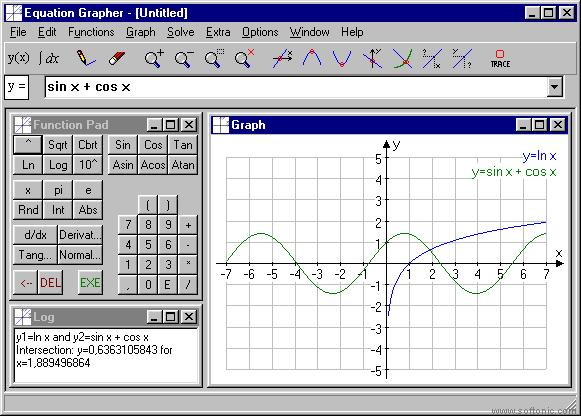 Equation Grapher - [Untitled]
File Edit Functions Graph Solve Extra Options Window Help
y(x) ∫dx TRACE
y = sin x + cos x
Function Pad
^ Sqrt Cbrt Sin Cos Tan
Ln Log 10^ Asin Acos Atan
x pi e
Rnd Int Abs
( )
7 8 9 +
d/dx Derivat... 4 5 6 -
Tang... Normal... 1 2 3 *
<-- DEL EXE , 0 E /
Log
y1=ln x and y2=sin x + cos x
Intersection: y=0,6363105843 for
x=1,889496864
Graph
y
y=ln x
y=sin x + cos x
5
4
3
2
1
x
-7 -6 -5 -4 -3 -2 -1 0 1 2 3 4 5 6 7
-1
-2
-3
-4
-5
www.softonic.com